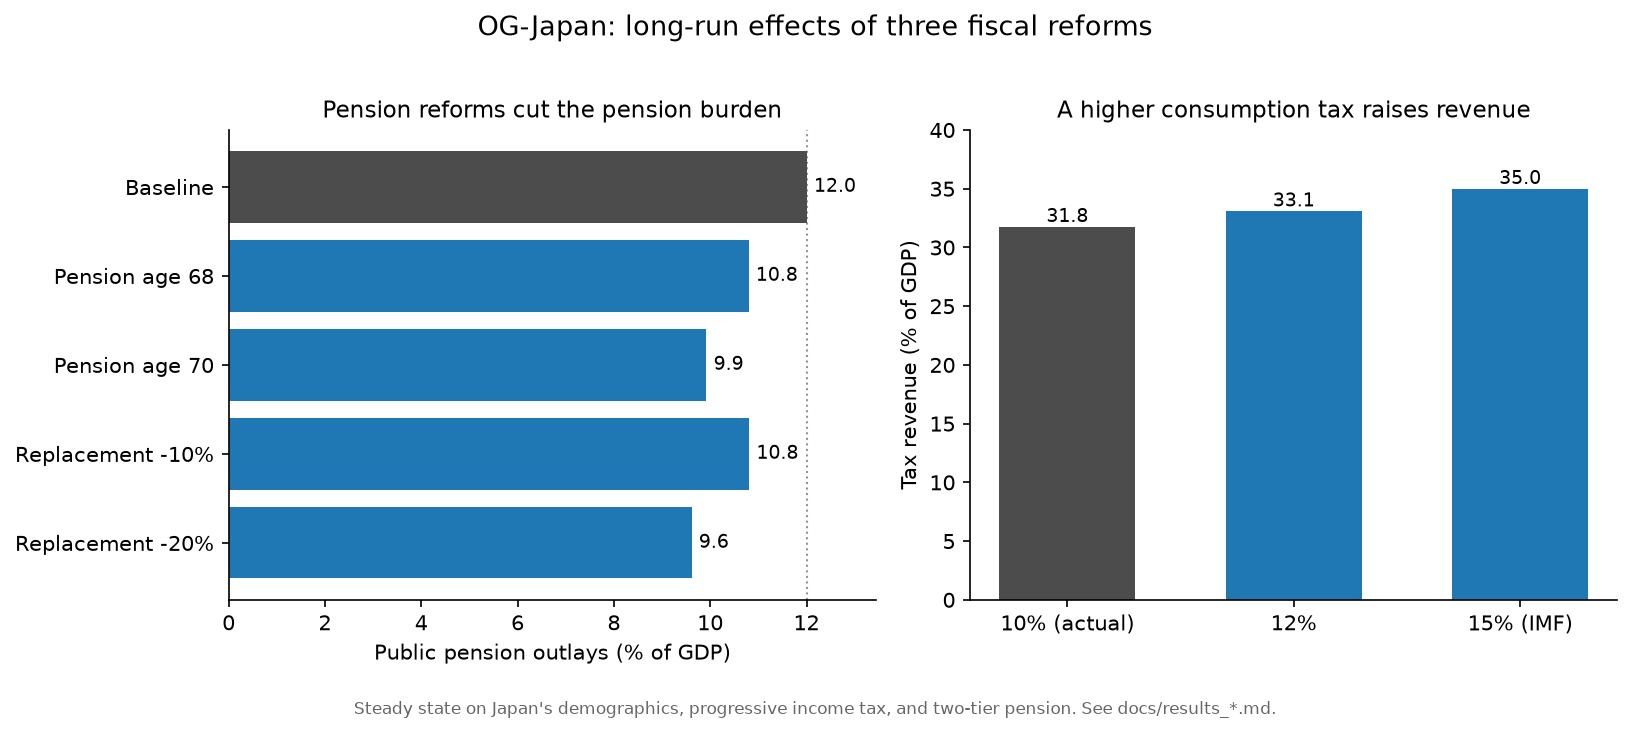 OG-Japan: long-run effects of three fiscal reforms
Pension reforms cut the pension burden
Baseline
12.0
Pension age 68
10.8
Pension age 70
9.9
Replacement -10%
10.8
Replacement -20%
9.6
0 2 4 6 8 10 12
Public pension outlays (% of GDP)
A higher consumption tax raises revenue
Tax revenue (% of GDP)
40
35
30
25
20
15
10
5
0
31.8
33.1
35.0
10% (actual) 12% 15% (IMF)
Steady state on Japan's demographics, progressive income tax, and two-tier pension. See docs/results_*.md.